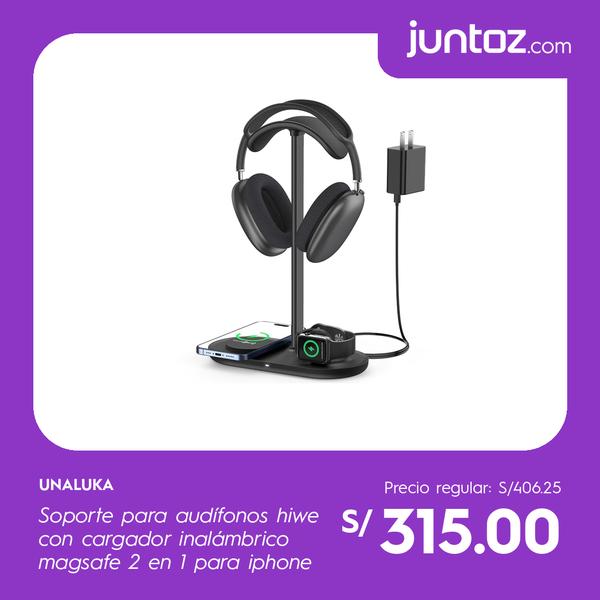 juntoz.com
UNALUKA
Soporte para audífonos hiwe
con cargador inalámbrico
magsafe 2 en 1 para iphone
Precio regular: S/406.25
S/315.00